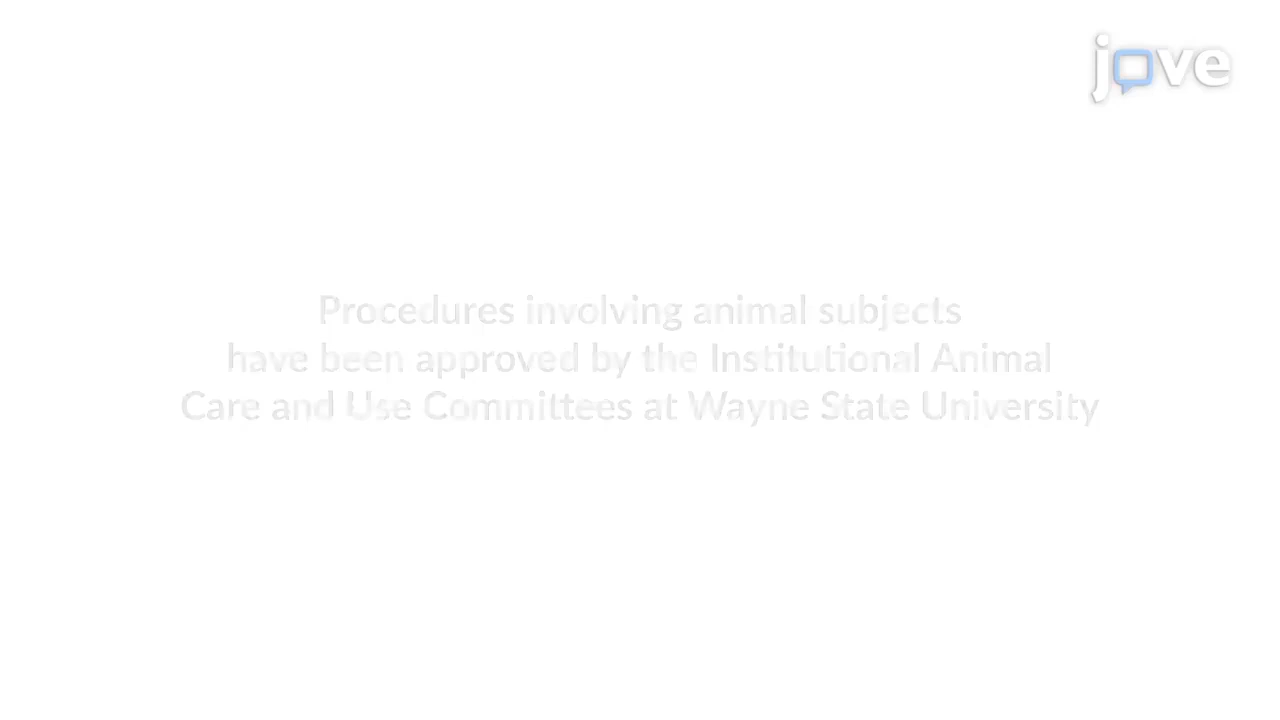 jove
Procedures involving animal subjects
have been approved by the Institutional Animal
Care and Use Committees at Wayne State University